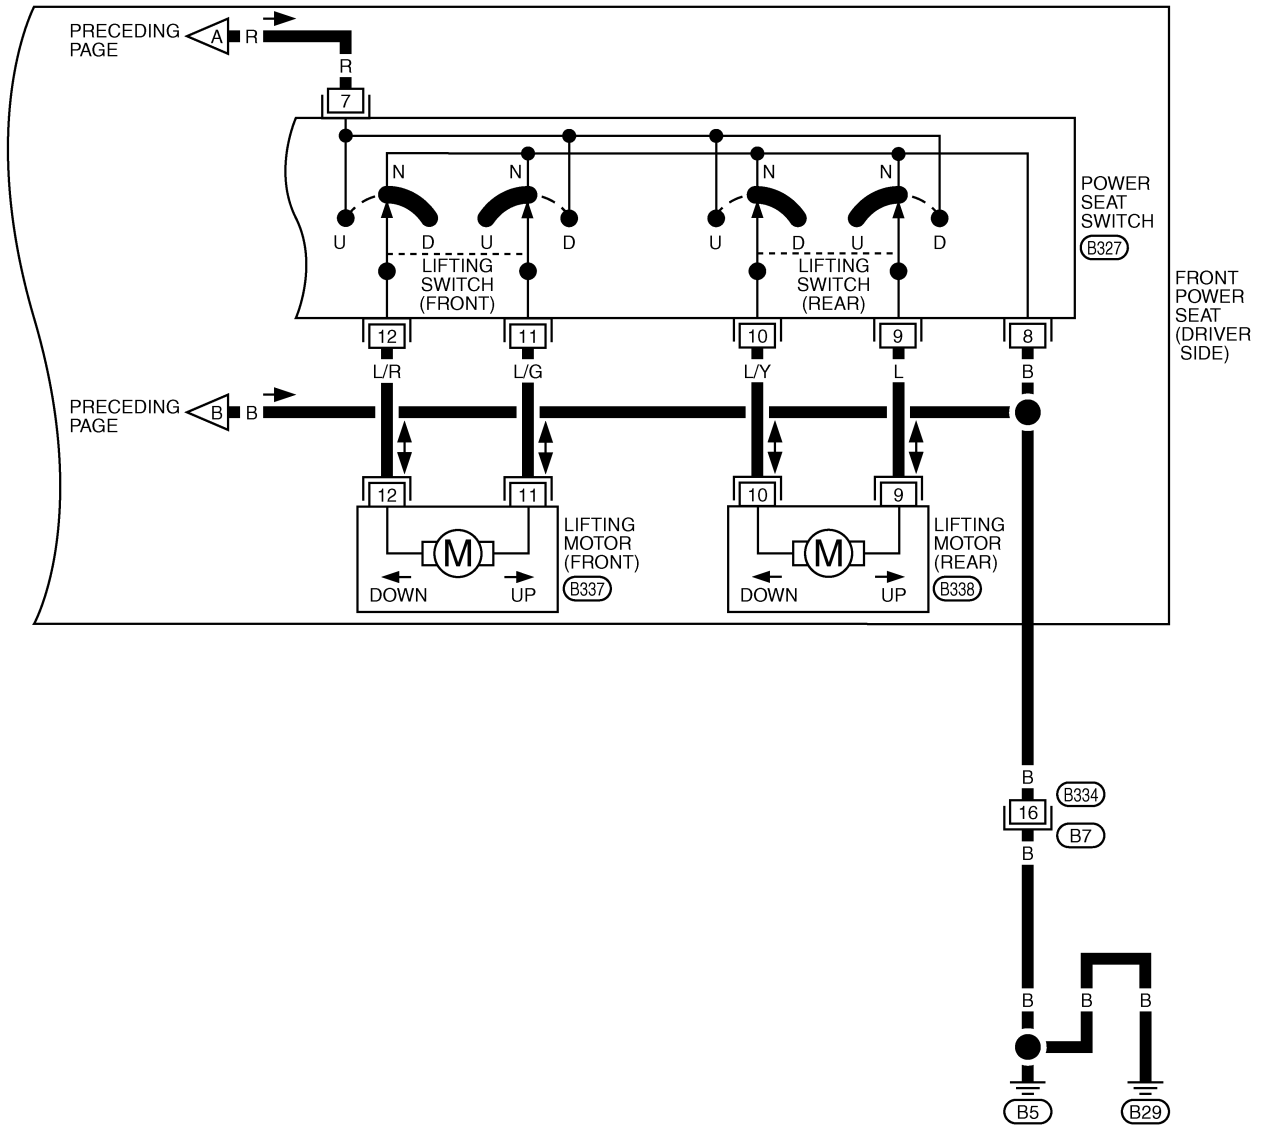 PRECEDING
PAGE
A
R
R
7
N
N
N
N
U
D
U
D
U
D
U
D
LIFTING
SWITCH
(FRONT)
LIFTING
SWITCH
(REAR)
POWER
SEAT
SWITCH
B327
FRONT
POWER
SEAT
(DRIVER
SIDE)
12
11
10
9
8
L/R
L/G
L/Y
L
B
PRECEDING
PAGE
B
B
12
11
10
9
M
DOWN
UP
LIFTING
MOTOR
(FRONT)
B337
M
DOWN
UP
LIFTING
MOTOR
(REAR)
B338
B
16
B334
B7
B
B
B
B
B5
B29